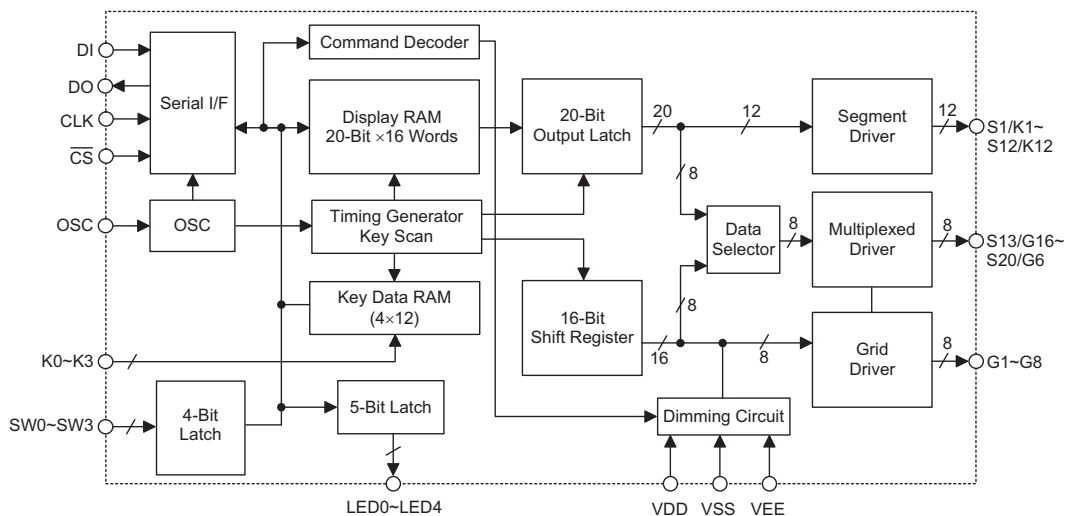 DI
DO
CLK
CS
OSC
K0~K3
SW0~SW3
Serial I/F
OSC
4-Bit
Latch
Command Decoder
Display RAM
20-Bit ×16 Words
Timing Generator
Key Scan
Key Data RAM
(4×12)
5-Bit Latch
LED0~LED4
20-Bit
Output Latch
16-Bit
Shift Register
20
12
8
8
16
8
Data
Selector
8
Dimming Circuit
VDD
VSS
VEE
Segment
Driver
Multiplexed
Driver
Grid
Driver
12
8
8
S1/K1~
S12/K12
S13/G16~
S20/G6
G1~G8